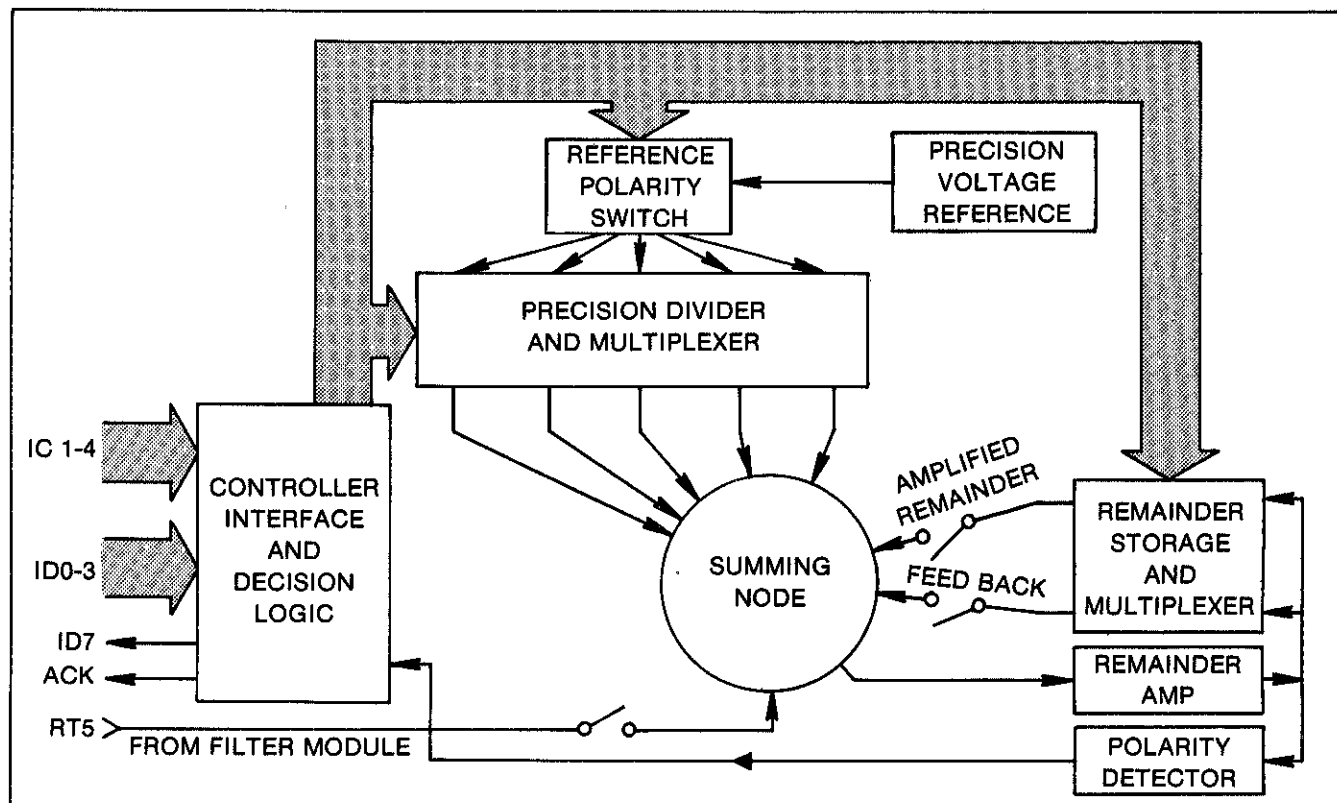 REFERENCE
POLARITY
SWITCH
PRECISION
VOLTAGE
REFERENCE
PRECISION DIVIDER
AND MULTIPLEXER
IC 1-4
ID0-3
ID7
ACK
RT5
CONTROLLER
INTERFACE
AND
DECISION
LOGIC
FROM FILTER MODULE
SUMMING
NODE
AMPLIFIED
REMAINDER
FEED BACK
REMAINDER
STORAGE
AND
MULTIPLEXER
REMAINDER
AMP
POLARITY
DETECTOR